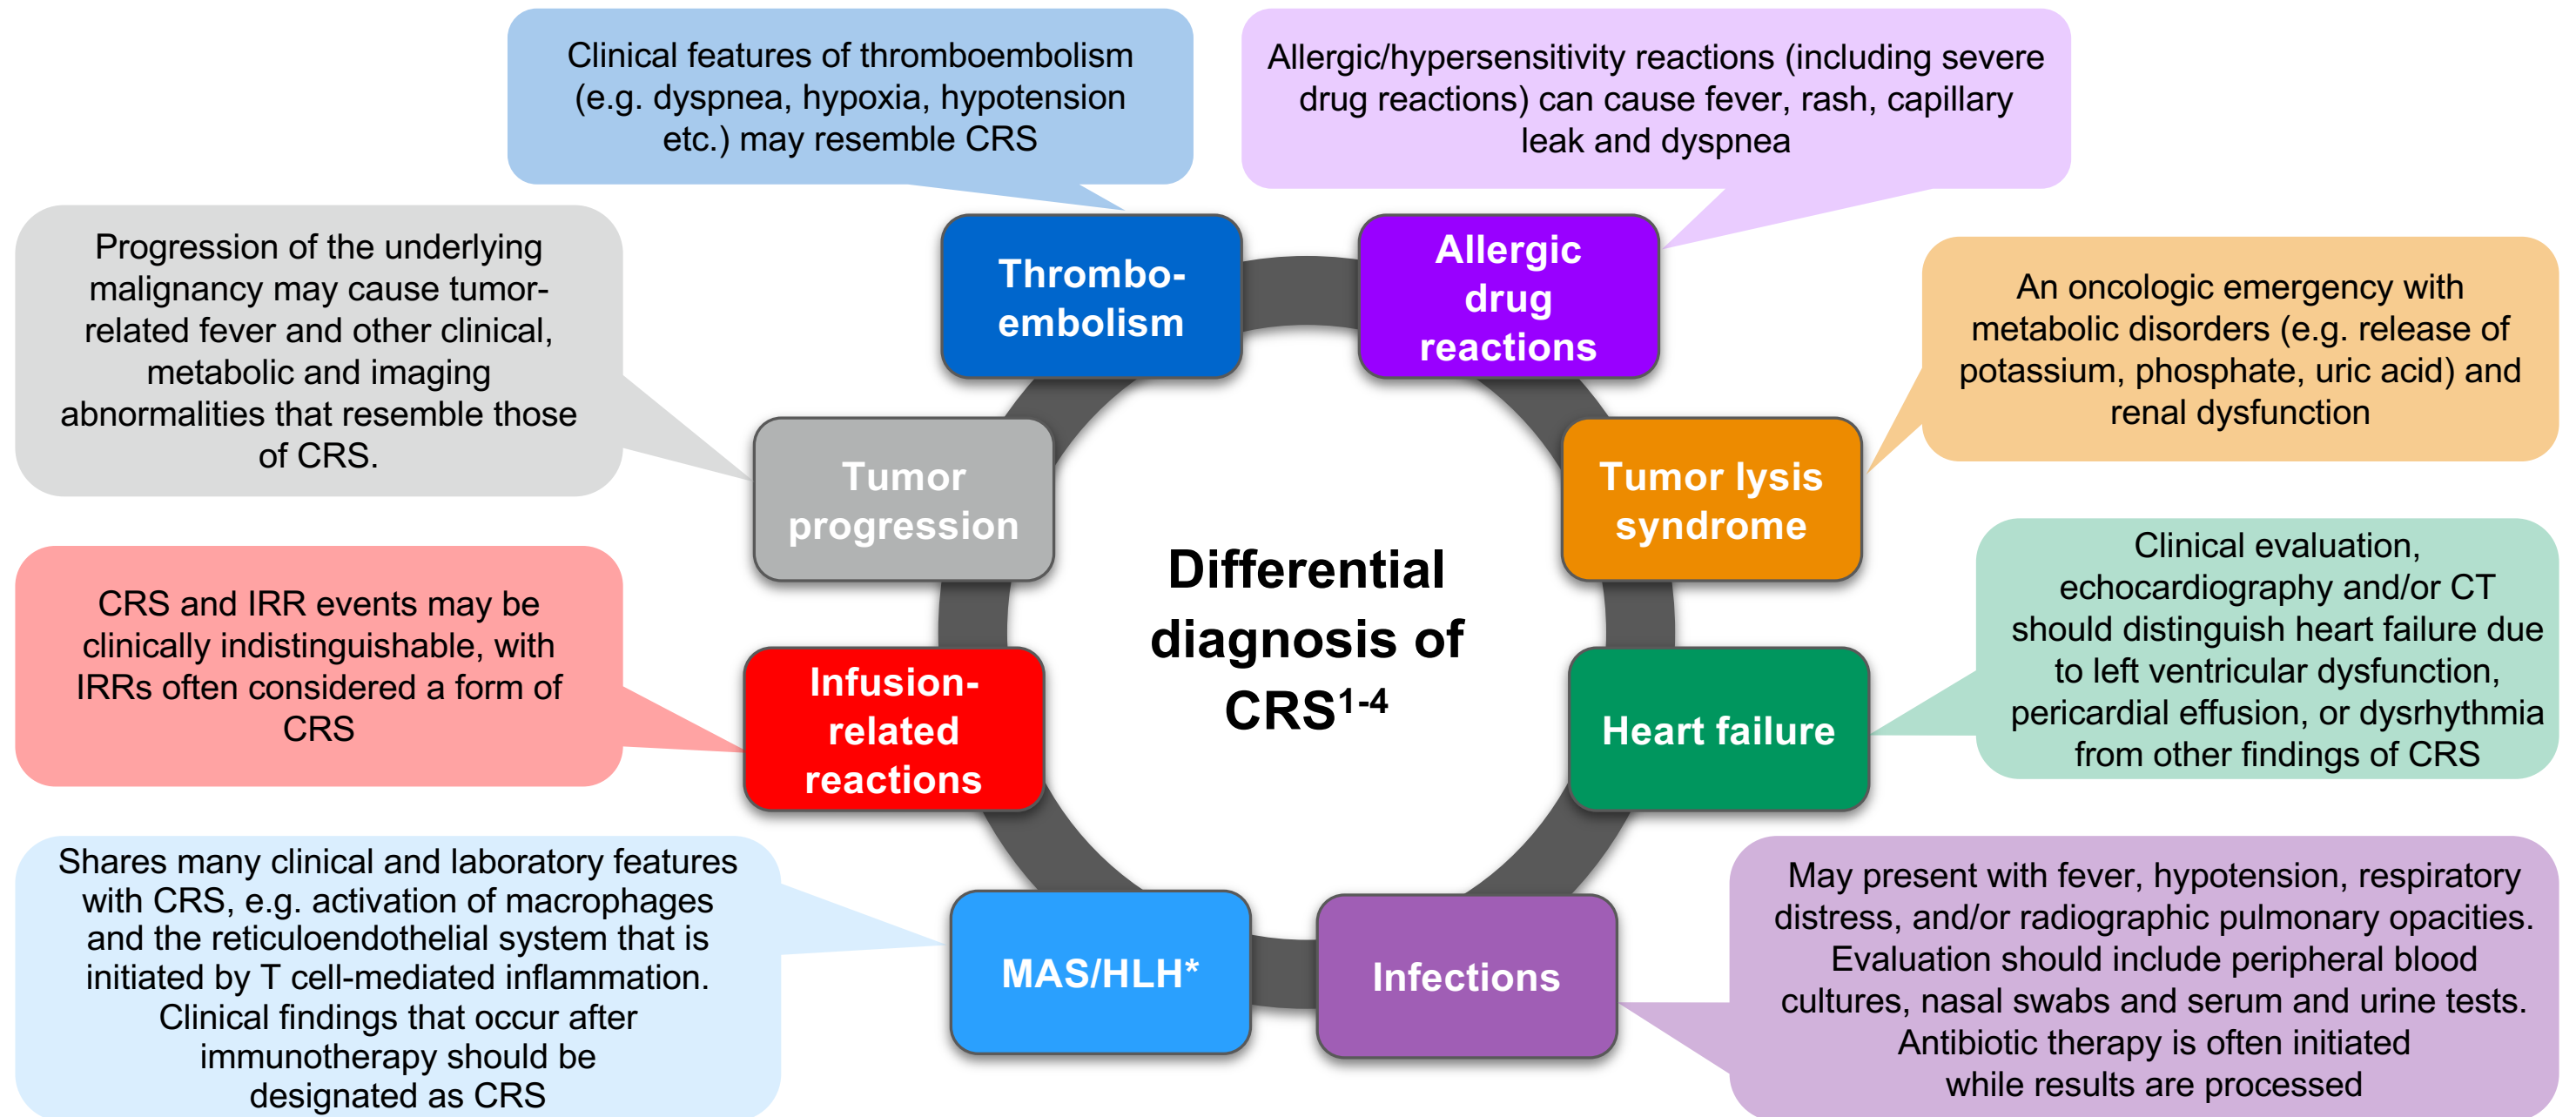 Clinical features of thromboembolism
(e.g. dyspnea, hypoxia, hypotension
etc.) may resemble CRS
Allergic/hypersensitivity reactions (including severe
drug reactions) can cause fever, rash, capillary
leak and dyspnea
Thrombo-
embolism
Allergic
drug
reactions
Progression of the underlying
malignancy may cause tumor-
related fever and other clinical,
metabolic and imaging
abnormalities that resemble those
of CRS.
Tumor
progression
An oncologic emergency with
metabolic disorders (e.g. release of
potassium, phosphate, uric acid) and
renal dysfunction
Tumor lysis
syndrome
Differential
diagnosis of
CRS¹⁻⁴
CRS and IRR events may be
clinically indistinguishable, with
IRRs often considered a form of
CRS
Infusion-
related
reactions
Clinical evaluation,
echocardiography and/or CT
should distinguish heart failure due
to left ventricular dysfunction,
pericardial effusion, or dysrhythmia
from other findings of CRS
Heart failure
Shares many clinical and laboratory features
with CRS, e.g. activation of macrophages
and the reticuloendothelial system that is
initiated by T cell-mediated inflammation.
Clinical findings that occur after
immunotherapy should be
designated as CRS
MAS/HLH*
Infections
May present with fever, hypotension, respiratory
distress, and/or radiographic pulmonary opacities.
Evaluation should include peripheral blood
cultures, nasal swabs and serum and urine tests.
Antibiotic therapy is often initiated
while results are processed